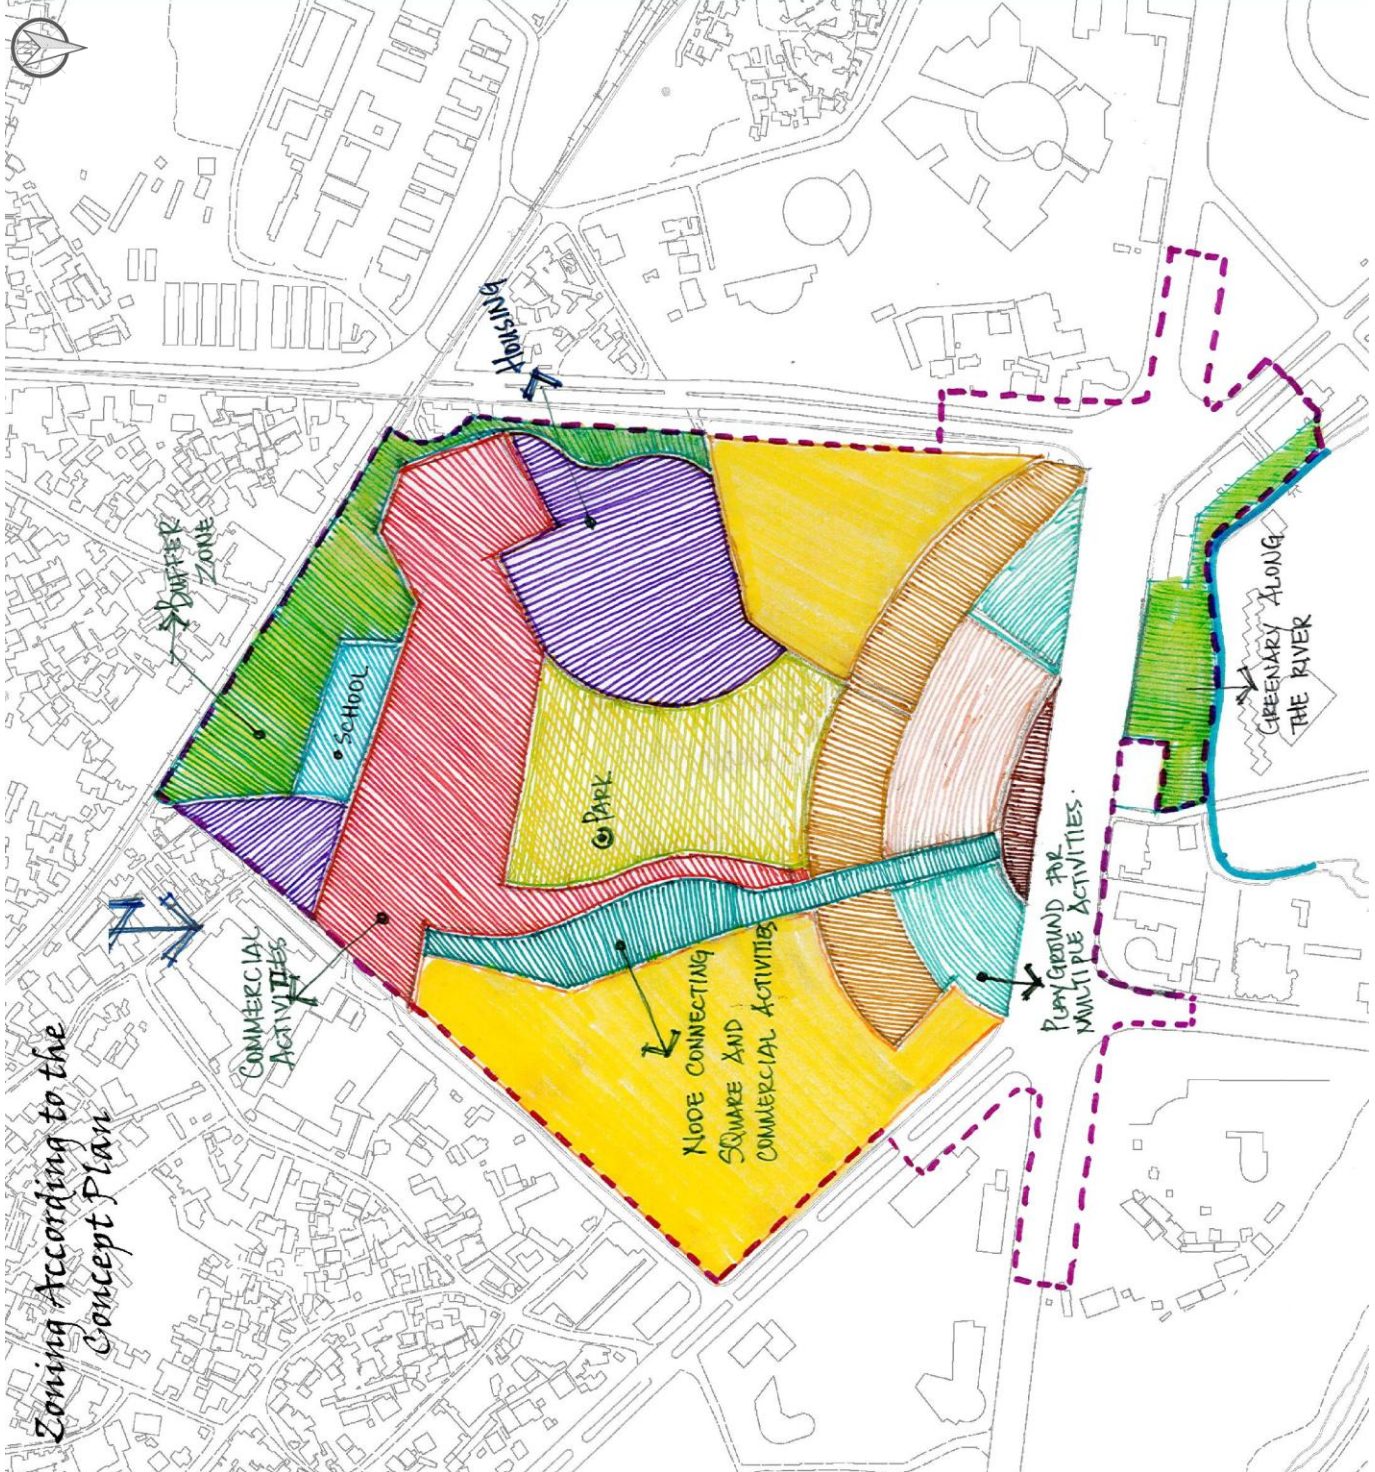 Zoning According to the
Concept Plan
BUFFER
ZONE
HOUSING
SCHOOL
COMMERCIAL
ACTIVITIES
PARK
NODE CONNECTING
SQUARE AND
COMMERCIAL ACTIVITIES
PLAYGROUND FOR
MULTIPLE ACTIVITIES.
GREENARY ALONG
THE RIVER